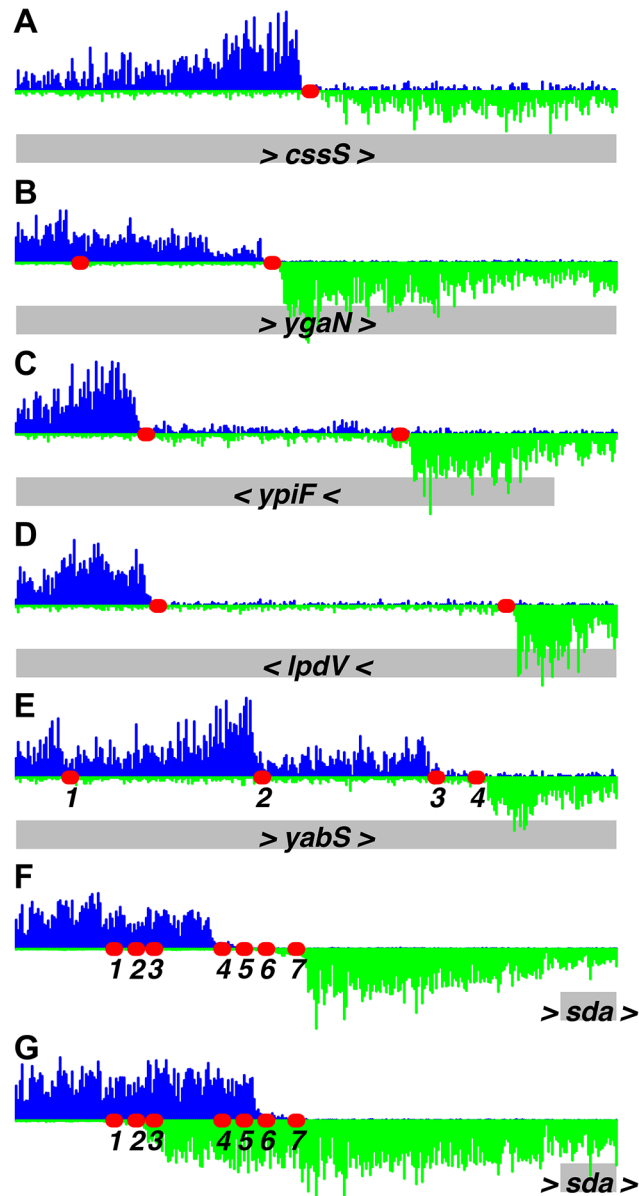 A
> cssS >
B
> ygaN >
C
< ypiF <
D
< lpdV <
E
1 2 3 4
> yabS >
F
1 2 3 4 5 6 7
> sda >
G
1 2 3 4 5 6 7
> sda >